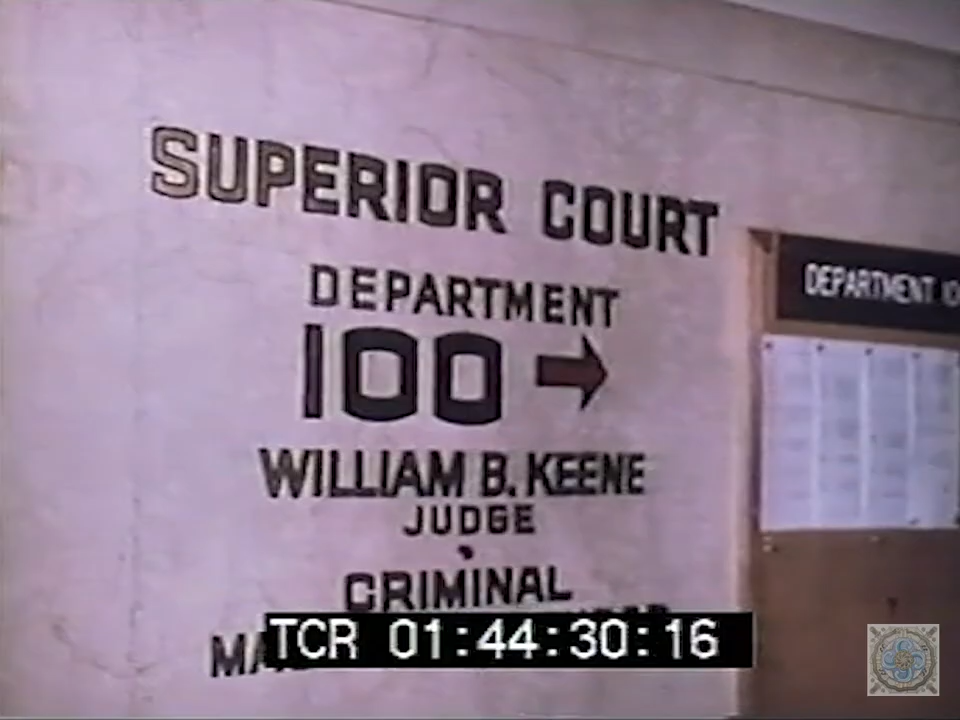 SUPERIOR COURT
DEPARTMENT
100
WILLIAM B. KEENE
JUDGE
CRIMINAL
TCR 01:44:30:16
DEPARTMENT